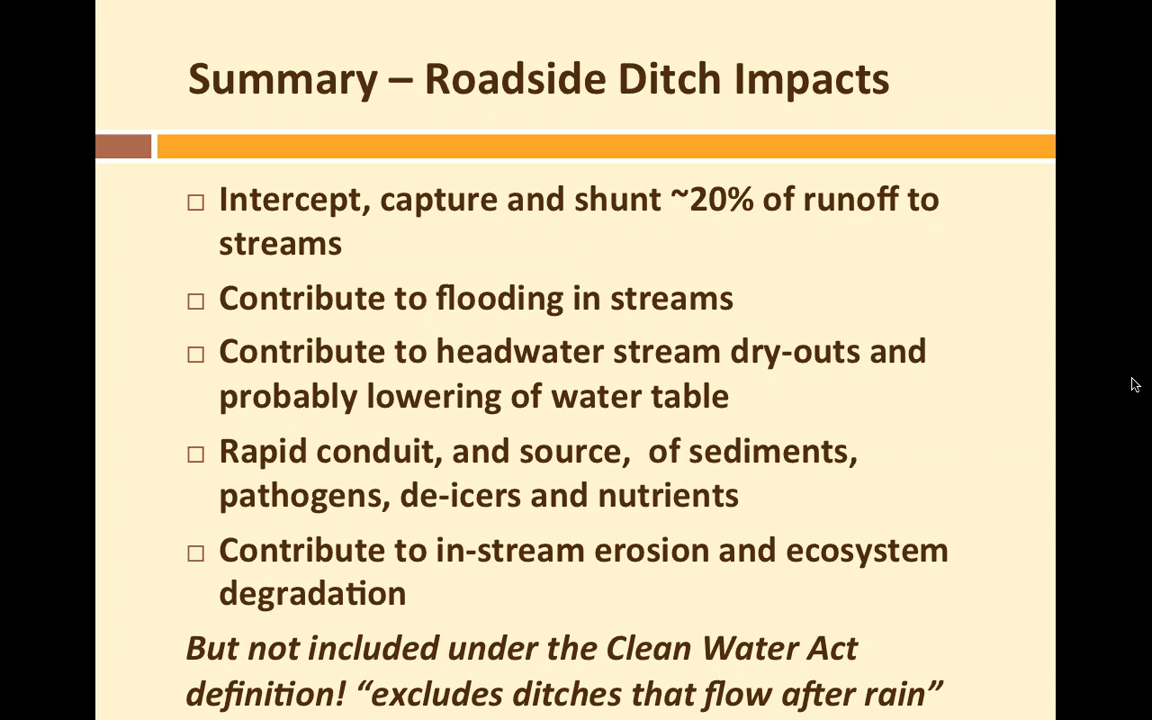 Summary – Roadside Ditch Impacts
Intercept, capture and shunt ~20% of runoff to
streams
Contribute to flooding in streams
Contribute to headwater stream dry-outs and
probably lowering of water table
Rapid conduit, and source,  of sediments,
pathogens, de-icers and nutrients
Contribute to in-stream erosion and ecosystem
degradation
But not included under the Clean Water Act
definition! “excludes ditches that flow after rain”